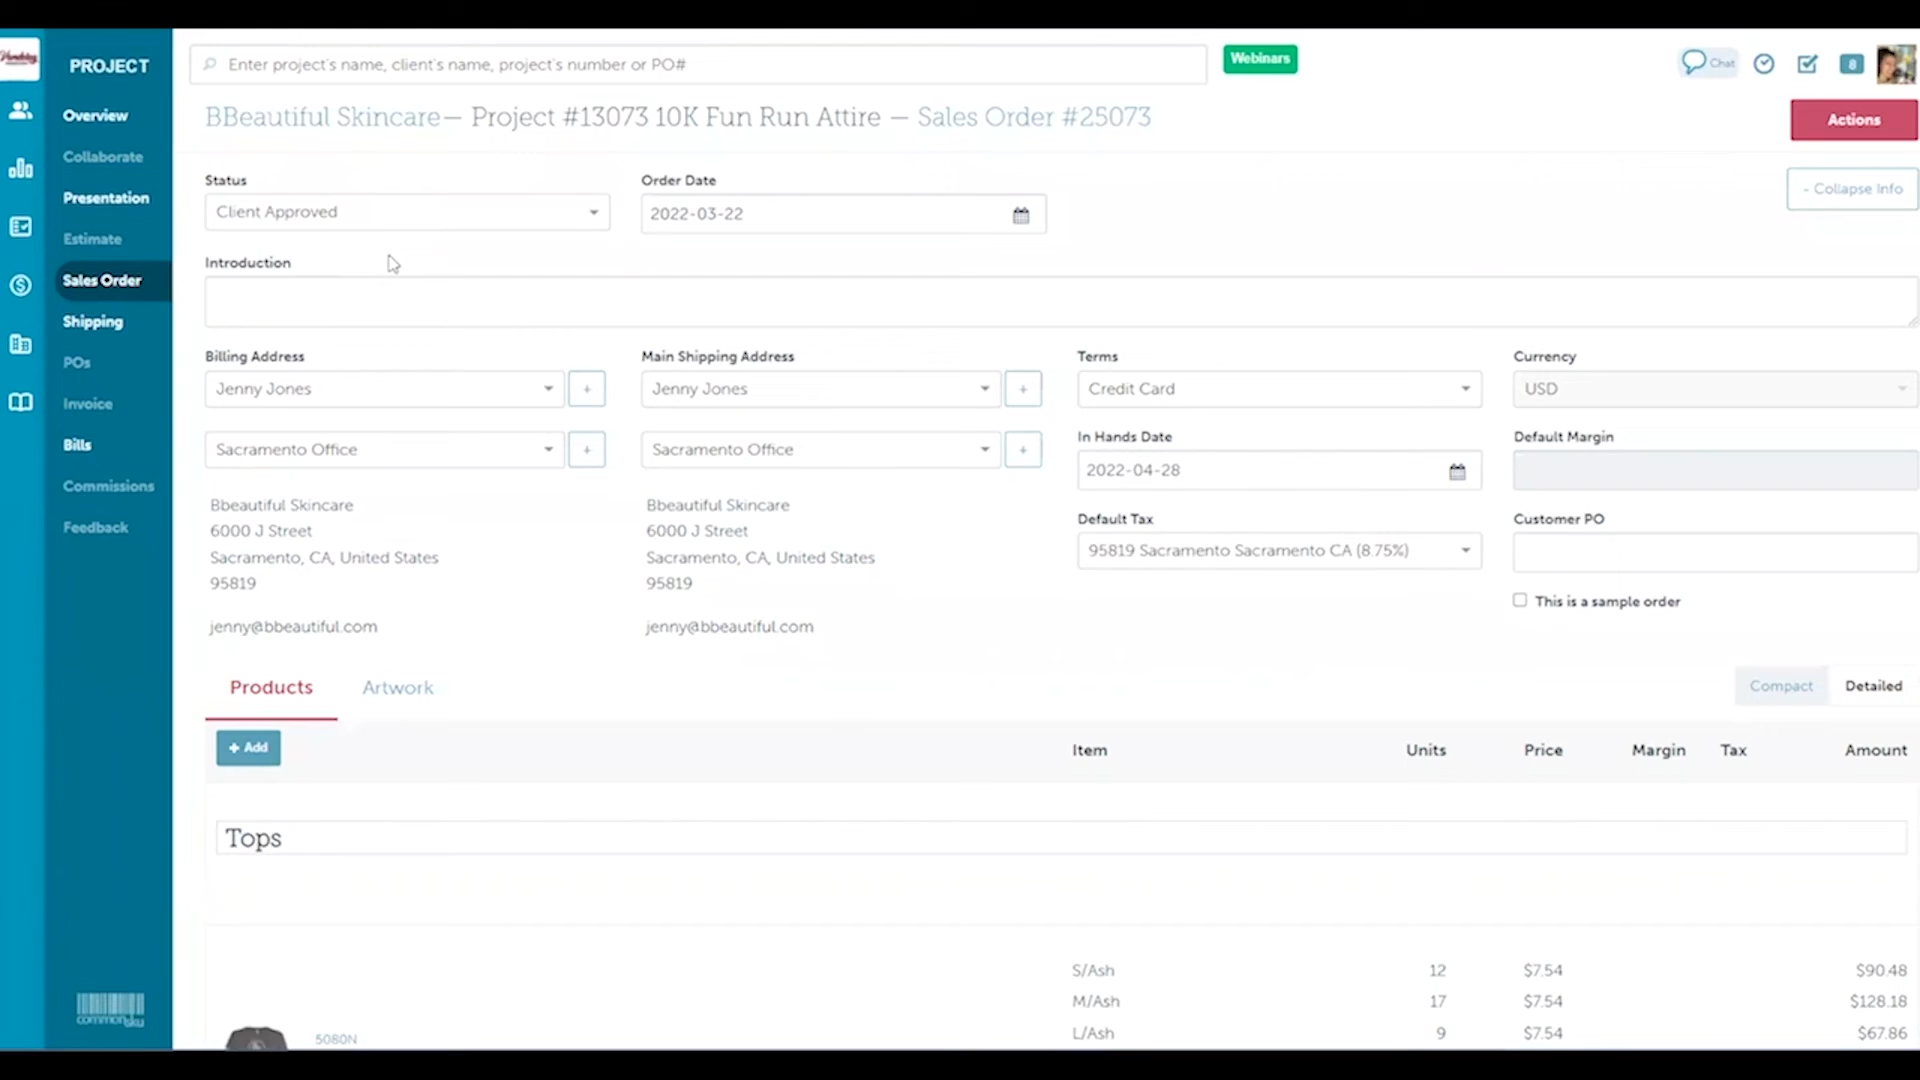 PROJECT
Enter project's name, client's name, project's number or PO#
Webinars
Chat
8
BBeautiful Skincare— Project #13073 10K Fun Run Attire — Sales Order #25073
Actions
Overview
Collaborate
Presentation
Estimate
Sales Order
Shipping
POs
Invoice
Bills
Commissions
Feedback
commonsku
Status
Order Date
Client Approved
2022-03-22
- Collapse Info
Introduction
Billing Address
Main Shipping Address
Terms
Currency
Jenny Jones
+
Jenny Jones
+
Credit Card
USD
In Hands Date
Default Margin
Sacramento Office
+
Sacramento Office
+
2022-04-28
Bbeautiful Skincare
6000 J Street
Sacramento, CA, United States
95819
jenny@bbeautiful.com
Bbeautiful Skincare
6000 J Street
Sacramento, CA, United States
95819
jenny@bbeautiful.com
Default Tax
Customer PO
95819 Sacramento Sacramento CA (8.75%)
This is a sample order
Products
Artwork
Compact
Detailed
+ Add
Item
Units
Price
Margin
Tax
Amount
Tops
S/Ash 12 $7.54 $90.48
M/Ash 17 $7.54 $128.18
L/Ash 9 $7.54 $67.86
5080N